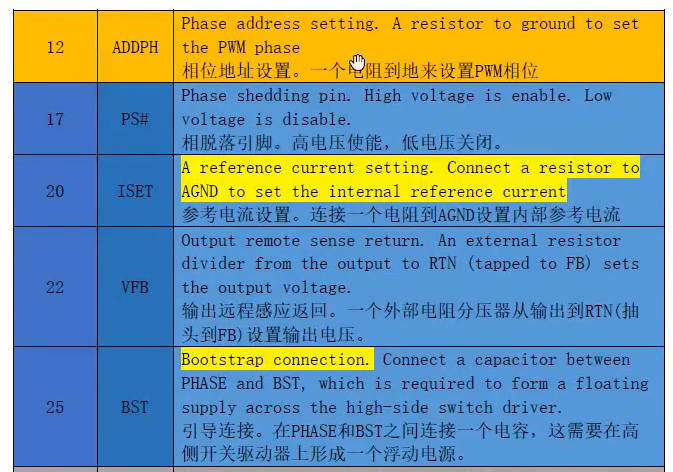 12 ADDPH Phase address setting. A resistor to ground to set
the PWM phase
相位地址设置。一个电阻到地来设置PWM相位
17 PS# Phase shedding pin. High voltage is enable. Low
voltage is disable.
相脱落引脚。高电压使能，低电压关闭。
20 ISET A reference current setting. Connect a resistor to
AGND to set the internal reference current
参考电流设置。连接一个电阻到AGND设置内部参考电流
22 VFB Output remote sense return. An external resistor
divider from the output to RTN (tapped to FB) sets
the output voltage.
输出远程感应返回。一个外部电阻分压器从输出到RTN(抽
头到FB)设置输出电压。
25 BST Bootstrap connection. Connect a capacitor between
PHASE and BST, which is required to form a floating
supply across the high-side switch driver.
引导连接。在PHASE和BST之间连接一个电容，这需要在高
侧开关驱动器上形成一个浮动电源。